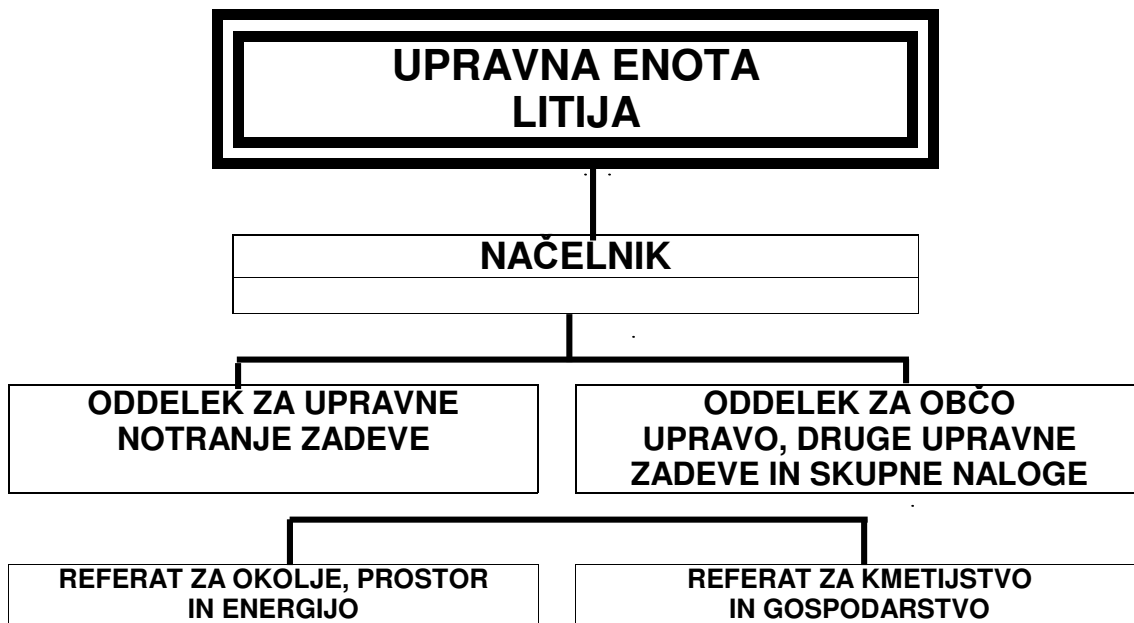 UPRAVNA ENOTA
LITIJA
NAČELNIK
ODDELEK ZA UPRAVNE
NOTRANJE ZADEVE
ODDELEK ZA OBČO
UPRAVO, DRUGE UPRAVNE
ZADEVE IN SKUPNE NALOGE
REFERAT ZA OKOLJE, PROSTOR
IN ENERGIJO
REFERAT ZA KMETIJSTVO
IN GOSPODARSTVO